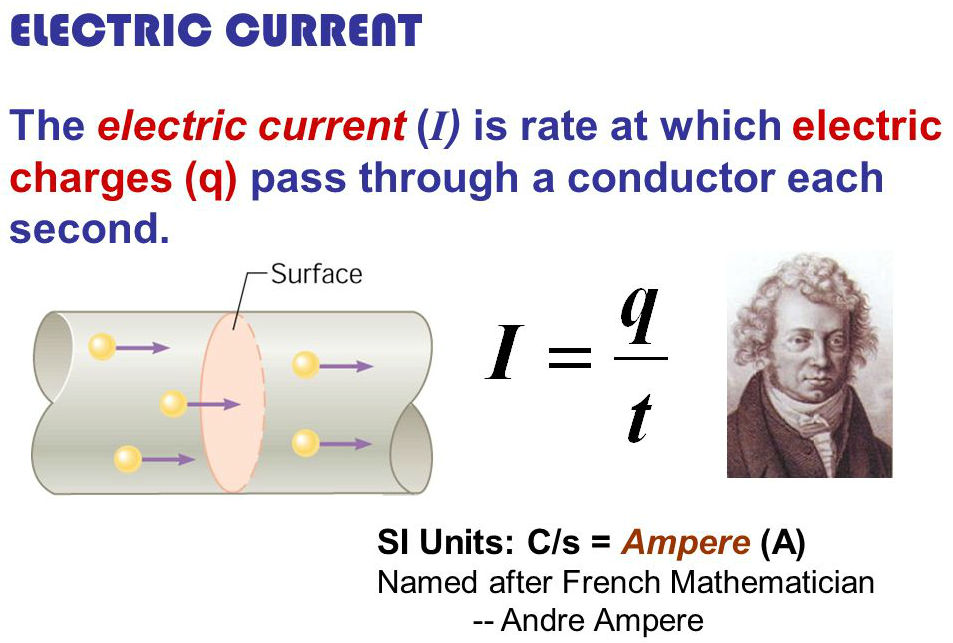 ELECTRIC CURRENT
The electric current (I) is rate at which electric
charges (q) pass through a conductor each
second.
Surface
I = q/t
SI Units: C/s = Ampere (A)
Named after French Mathematician
-- Andre Ampere